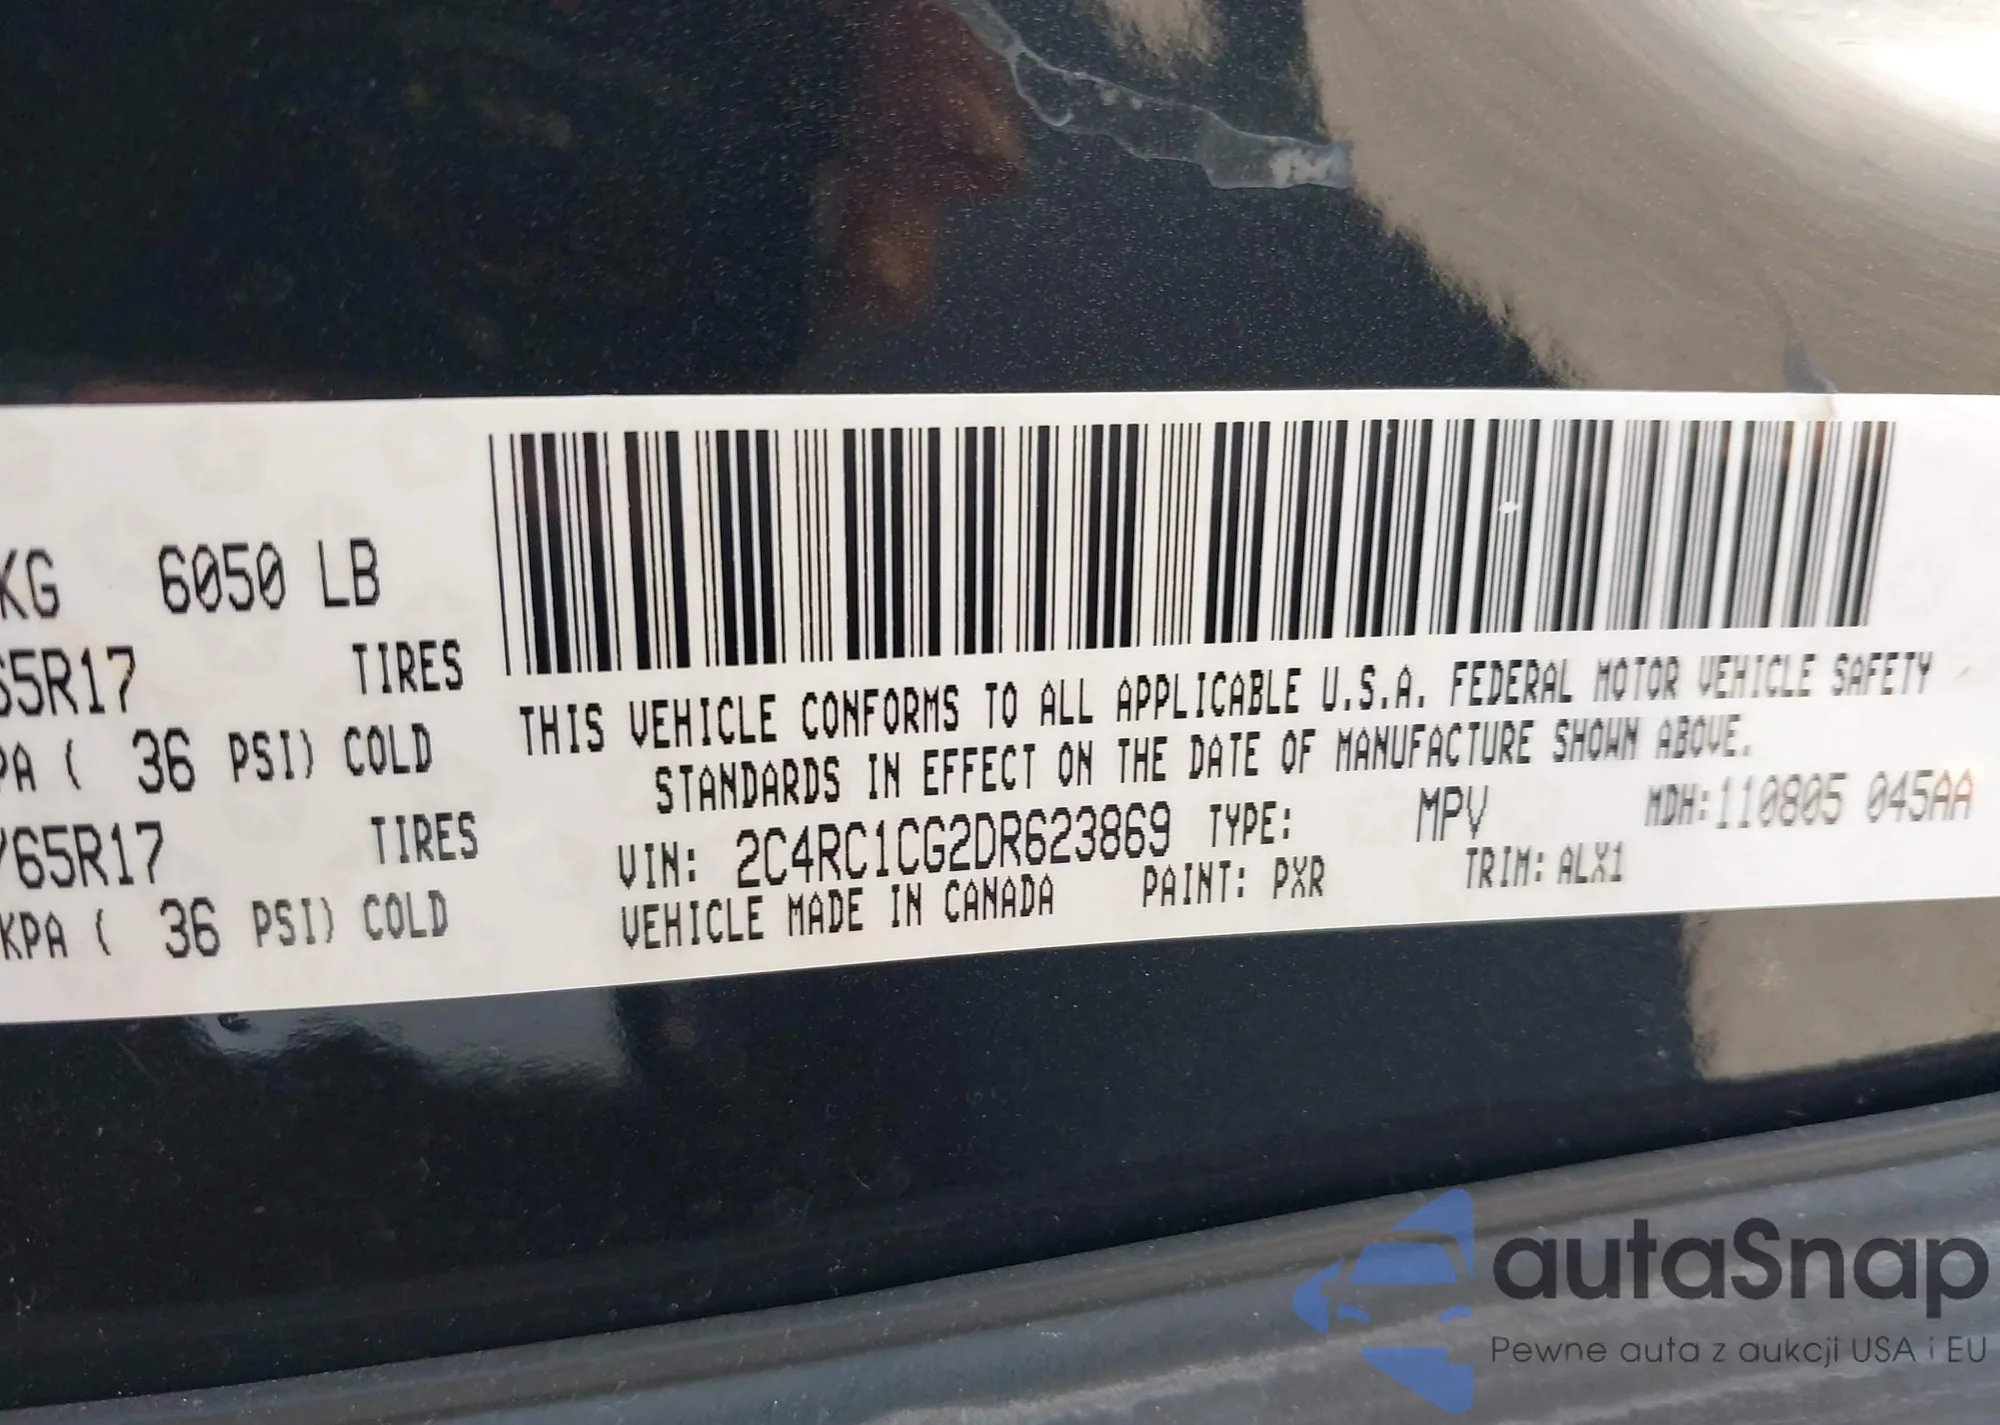 KG 6050 LB
65R17 TIRES
PA ( 36 PSI) COLD
/65R17 TIRES
KPA ( 36 PSI) COLD
THIS VEHICLE CONFORMS TO ALL APPLICABLE U.S.A. FEDERAL MOTOR VEHICLE SAFETY
STANDARDS IN EFFECT ON THE DATE OF MANUFACTURE SHOWN ABOVE.
VIN: 2C4RC1CG2DR623869 TYPE: MPV MDH:110805 045AA
VEHICLE MADE IN CANADA PAINT: PXR TRIM: ALX1
autaSnap
Pewne auta z aukcji USA i EU